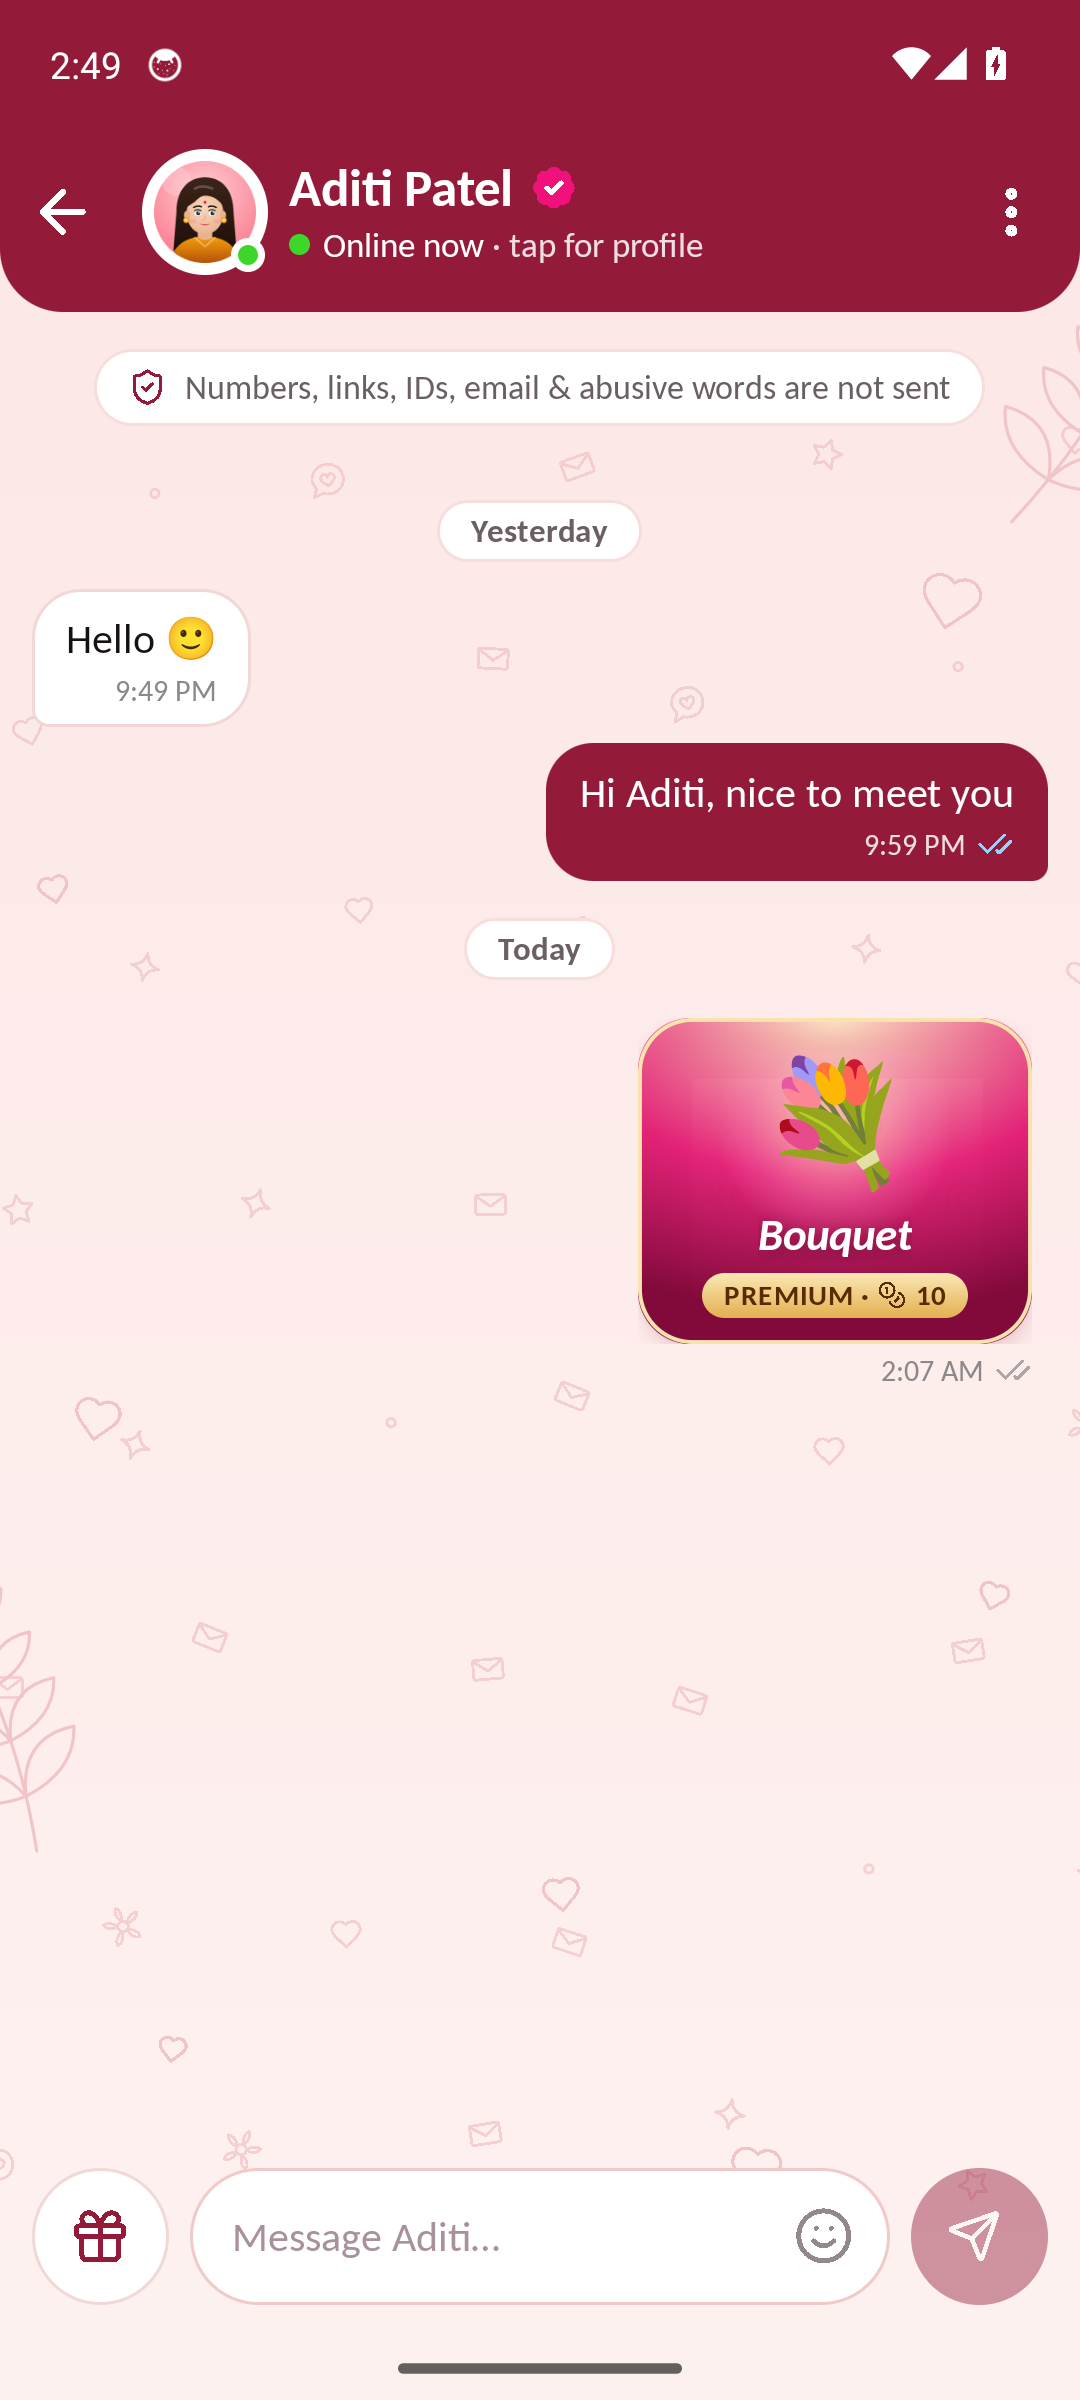 2:49
Aditi Patel
Online now · tap for profile
Numbers, links, IDs, email & abusive words are not sent
Yesterday
Hello 🙂
9:49 PM
Hi Aditi, nice to meet you
9:59 PM
Today
Bouquet
PREMIUM · 10
2:07 AM
Message Aditi...